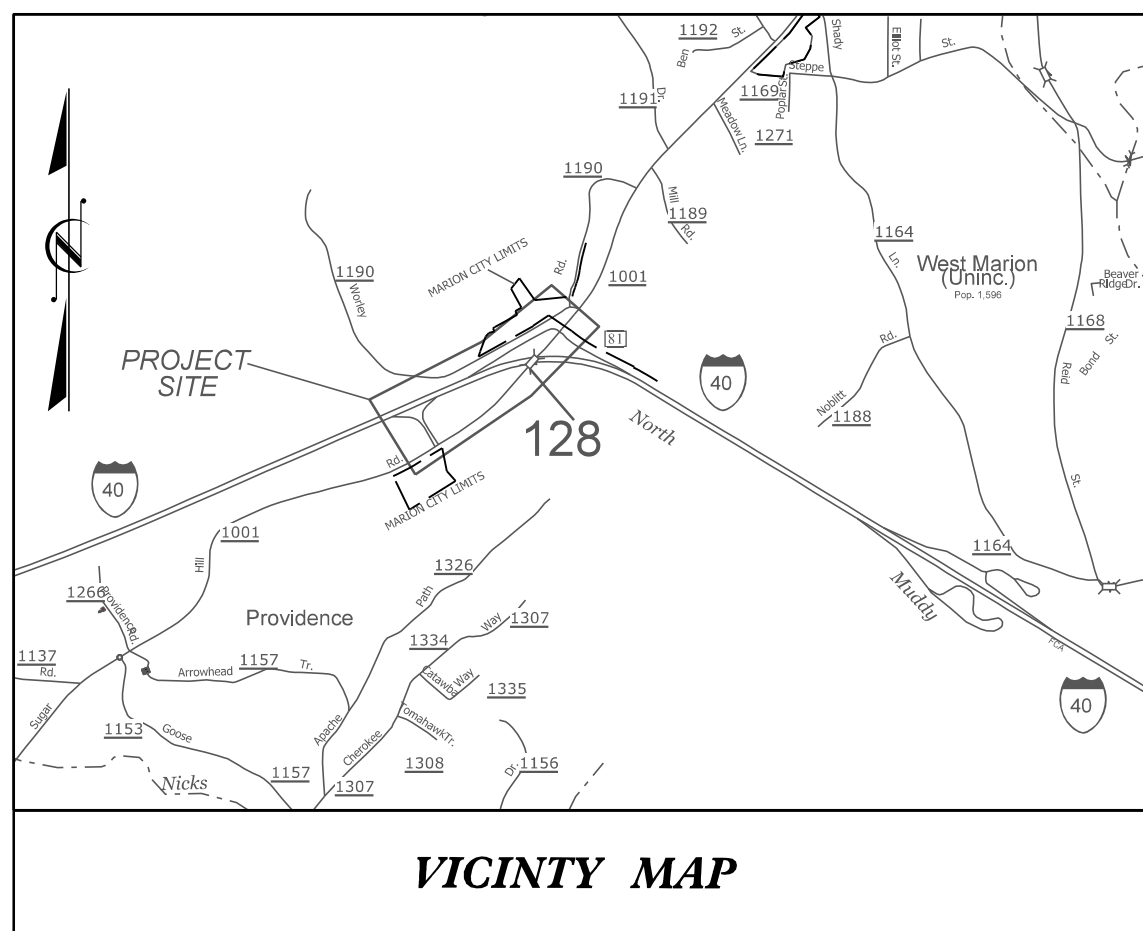 1192
Ben
St.
Shady
Elliot St.
St.
Steppe
1169
Poplar St.
1191
Dr.
Meadow Ln.
1271
1190
Mill
Rd.
1189
1164
Ln.
West Marion
(Uninc.)
Pop. 1,596
Beaver
RidgeDr.
N
1190
Worley
MARION CITY LIMITS
Rd.
1001
81
1168
Reid
St.
Bond St.
PROJECT
SITE
40
North
128
Rd.
Noblitt
1188
40
Rd.
MARION CITY LIMITS
1001
Hill
1326
Path
1164
Muddy
1266
Providence
Rd.
Providence
1307
Way
1334
FCA
1137
Rd.
Arrowhead
1157
Tr.
Catawba
Way
1335
40
Sugar
1153
Goose
Apache
Cherokee
TomahawkTr.
1308
Dr.
1156
Nicks
1157
1307
VICINTY MAP